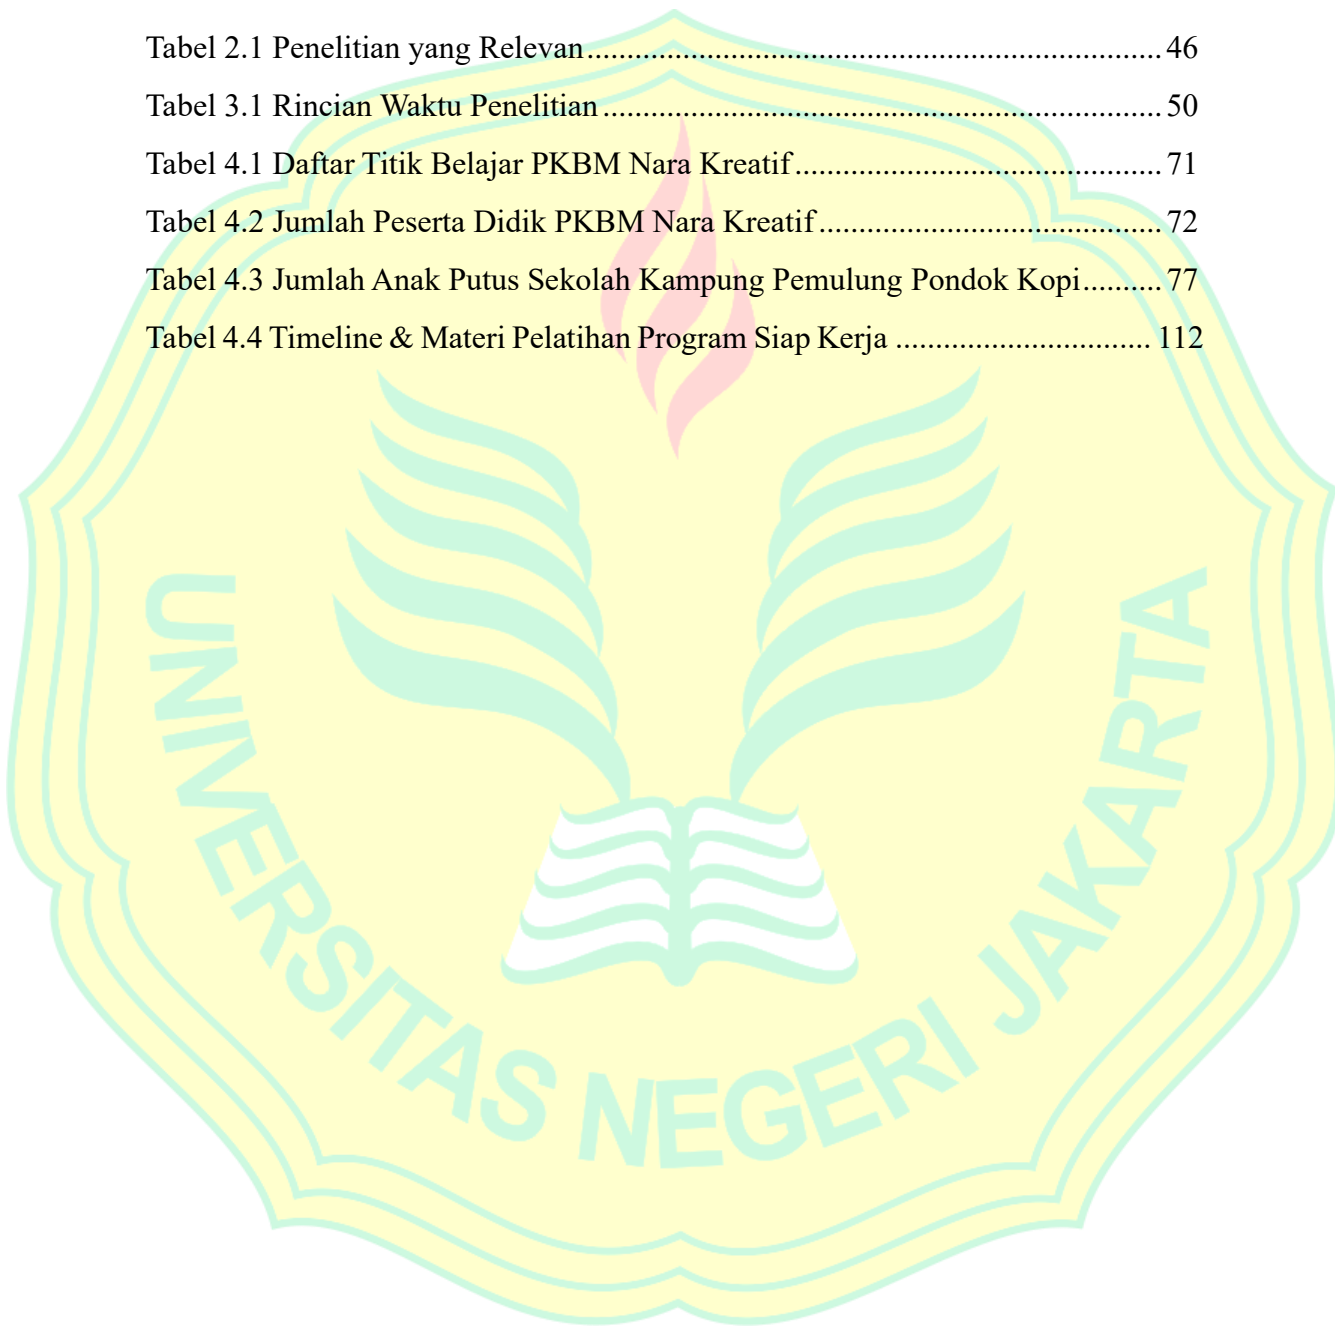 Tabel 2.1 Penelitian yang Relevan....................................................................... 46
Tabel 3.1 Rincian Waktu Penelitian ..................................................................... 50
Tabel 4.1 Daftar Titik Belajar PKBM Nara Kreatif............................................. 71
Tabel 4.2 Jumlah Peserta Didik PKBM Nara Kreatif.......................................... 72
Tabel 4.3 Jumlah Anak Putus Sekolah Kampung Pemulung Pondok Kopi.......... 77
Tabel 4.4 Timeline & Materi Pelatihan Program Siap Kerja ................................ 112
UNIVERSITAS NEGERI JAKARTA